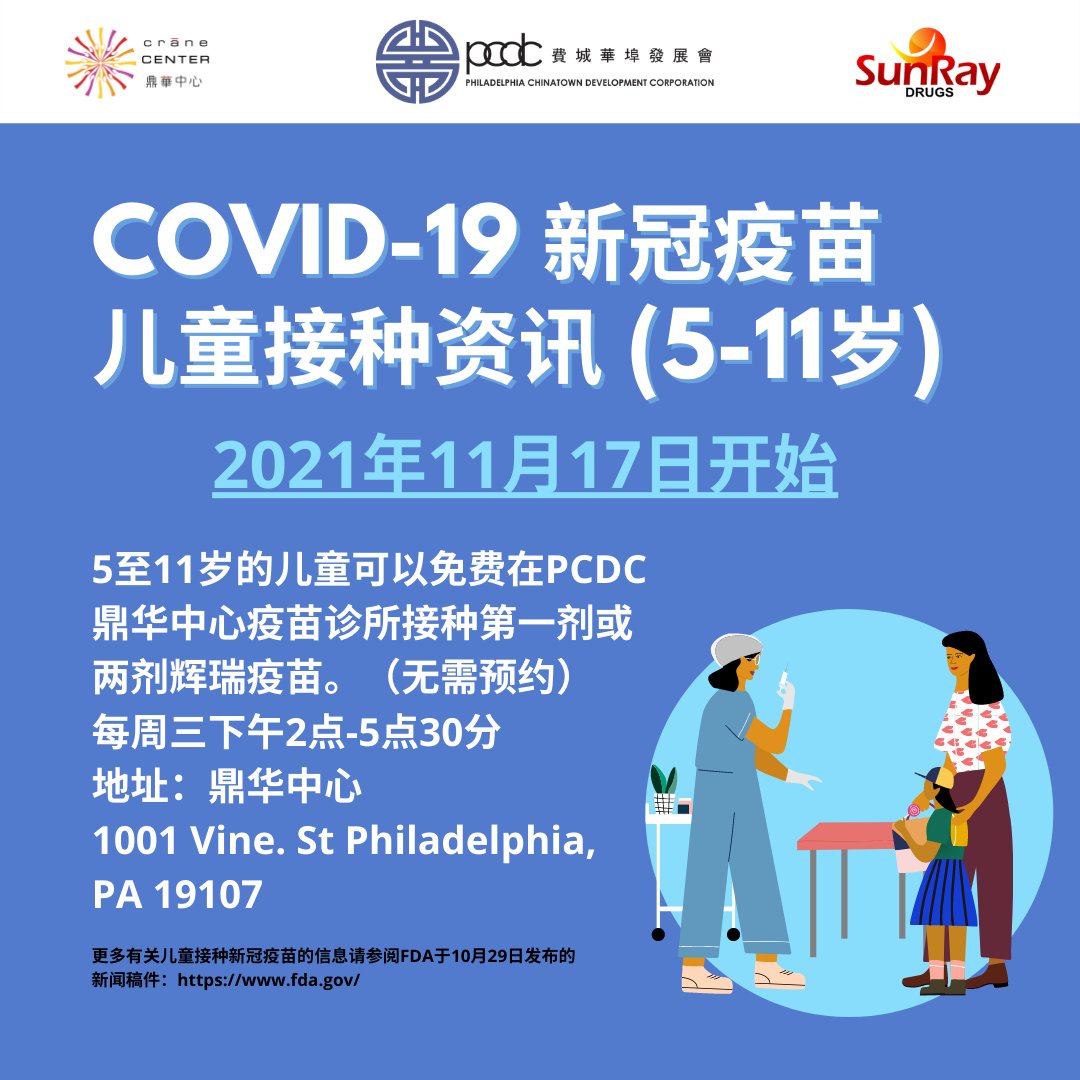 crāne
CENTER
鼎華中心
pcdc 費城華埠發展會
PHILADELPHIA CHINATOWN DEVELOPMENT CORPORATION
SunRay
DRUGS
COVID-19 新冠疫苗
儿童接种资讯 (5-11岁)
2021年11月17日开始
5至11岁的儿童可以免费在PCDC
鼎华中心疫苗诊所接种第一剂或
两剂辉瑞疫苗。（无需预约）
每周三下午2点-5点30分
地址：鼎华中心
1001 Vine. St Philadelphia,
PA 19107
更多有关儿童接种新冠疫苗的信息请参阅FDA于10月29日发布的
新闻稿件：https://www.fda.gov/